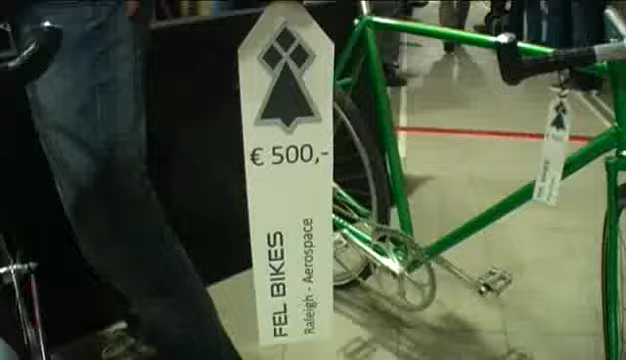 € 500,-
FEL BIKES
Raleigh - Aerospace